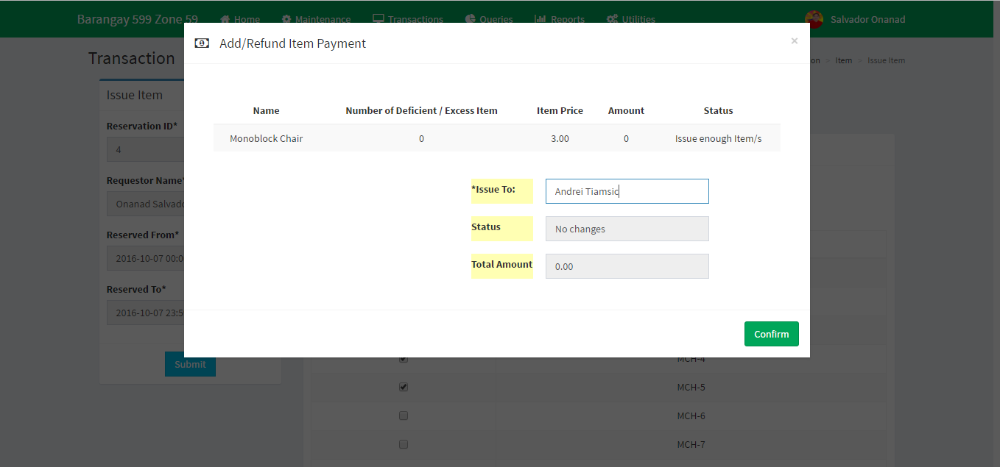 Barangay 599 Zone 59 Home Maintenance Transactions Queries Reports Utilities Salvador Onanad
Add/Refund Item Payment ×
Transaction
on > Item > Issue Item
Issue Item
Name Number of Deficient / Excess Item Item Price Amount Status
Reservation ID*
Monoblock Chair 0 3.00 0 Issue enough Item/s
4
Requestor Name*
*Issue To: Andrei Tiamsic
Onanad Salvado
Status No changes
Reserved From*
2016-10-07 00:0
Total Amount 0.00
Reserved To*
2016-10-07 23:5
Confirm
Submit
MCH-4
MCH-5
MCH-6
MCH-7